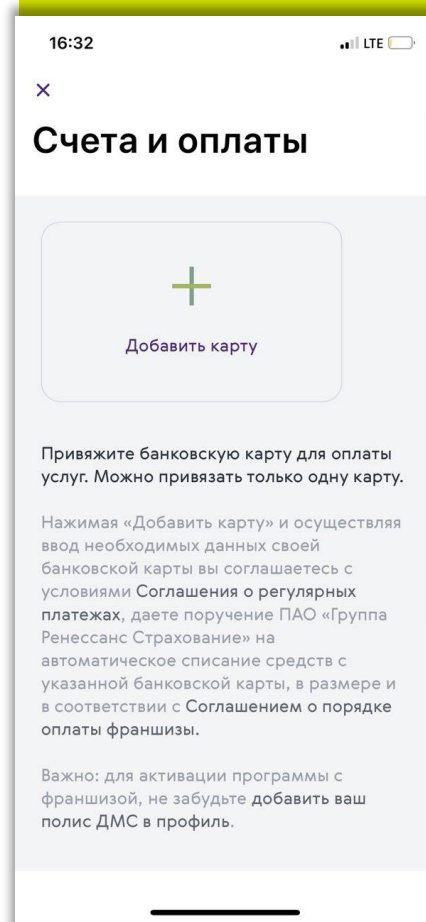 16:32
LTE
Счета и оплаты
Добавить карту
Привяжите банковскую карту для оплаты
услуг. Можно привязать только одну карту.
Нажимая «Добавить карту» и осуществляя
ввод необходимых данных своей
банковской карты вы соглашаетесь с
условиями Соглашения о регулярных
платежах, даете поручение ПАО «Группа
Ренессанс Страхование» на
автоматическое списание средств с
указанной банковской карты, в размере и
в соответствии с Соглашением о порядке
оплаты франшизы.
Важно: для активации программы с
франшизой, не забудьте добавить ваш
полис ДМС в профиль.